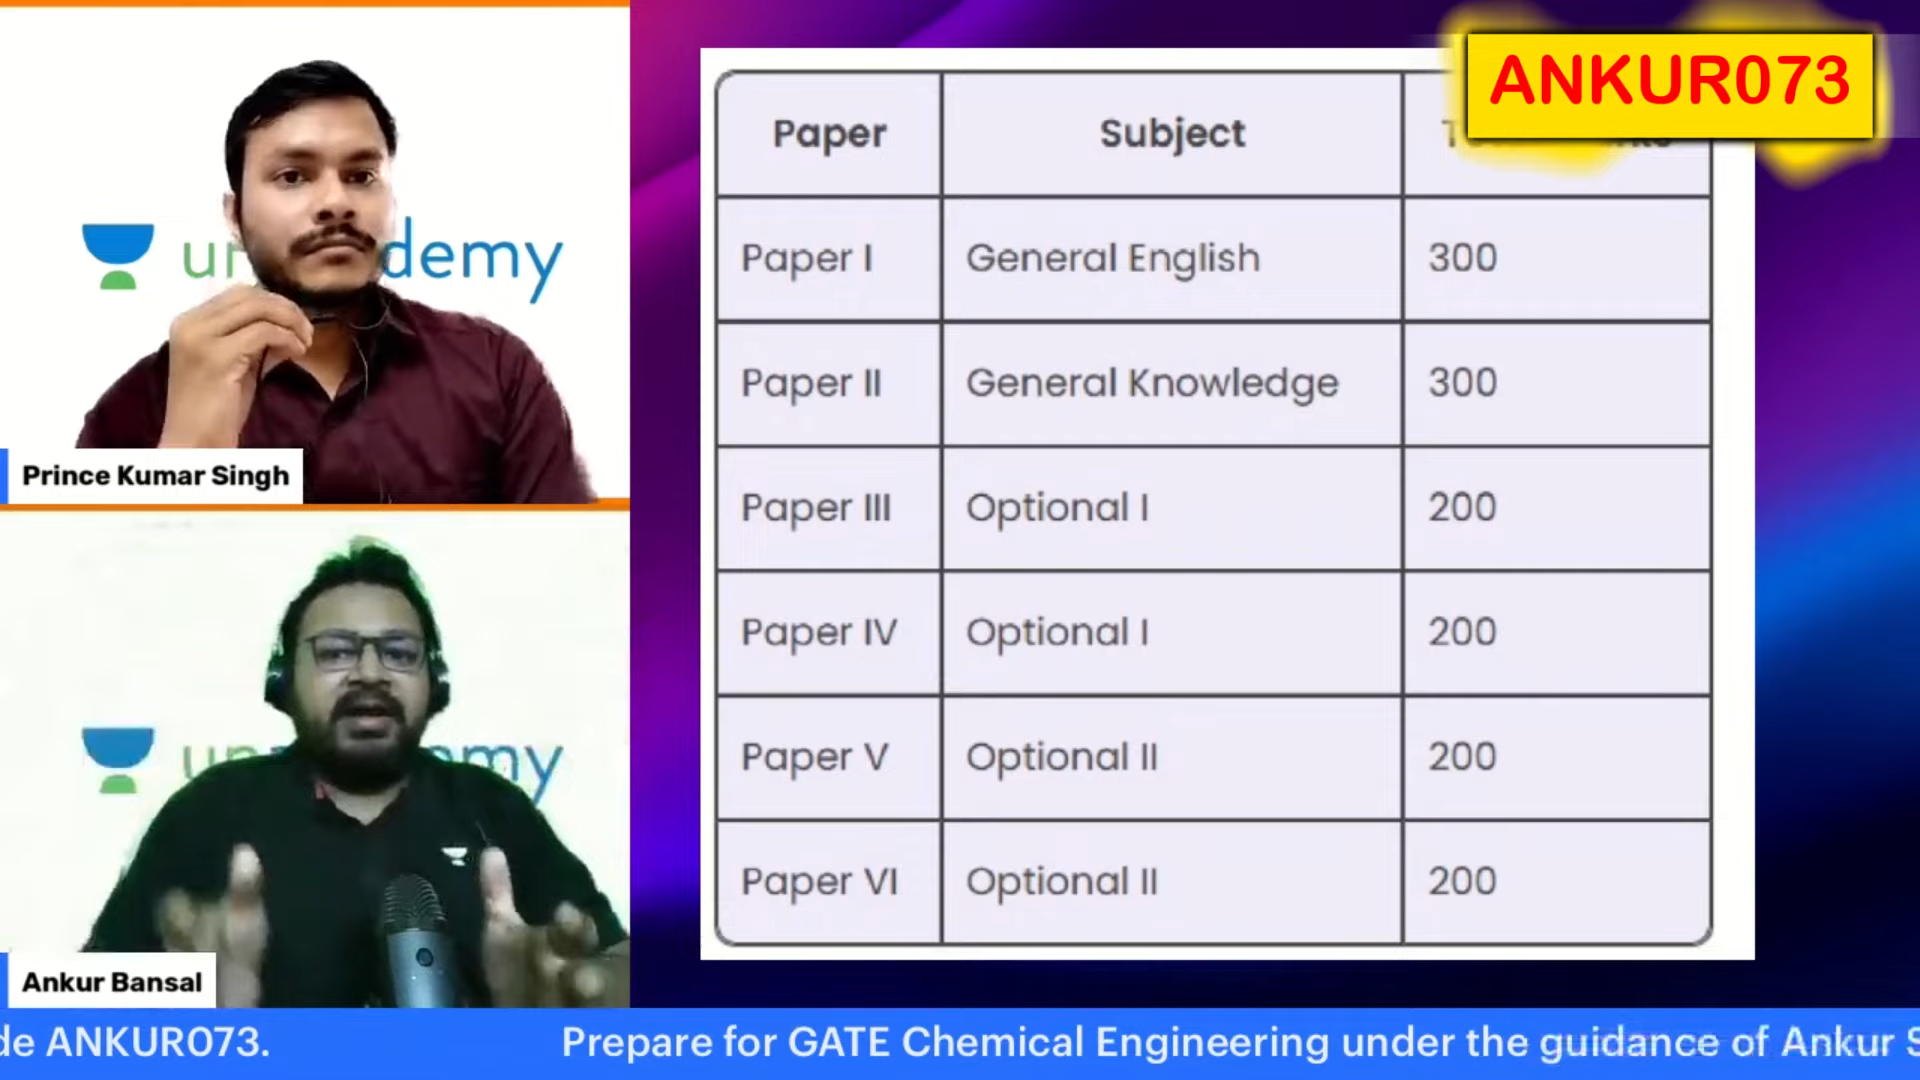 demy
Prince Kumar Singh
my
Ankur Bansal
ANKUR073
Paper Subject
Paper I General English 300
Paper II General Knowledge 300
Paper III Optional I 200
Paper IV Optional I 200
Paper V Optional II 200
Paper VI Optional II 200
de ANKUR073. Prepare for GATE Chemical Engineering under the guidance of Ankur S